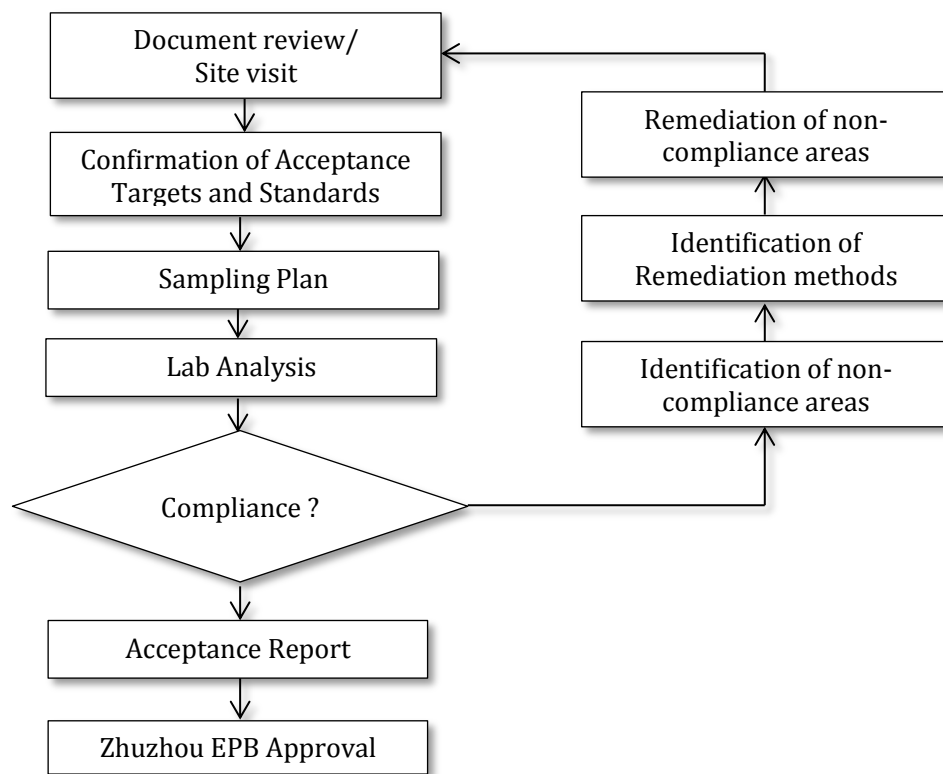 Document review/
Site visit
Confirmation of Acceptance
Targets and Standards
Sampling Plan
Lab Analysis
Compliance ?
Acceptance Report
Zhuzhou EPB Approval
Remediation of non-
compliance areas
Identification of
Remediation methods
Identification of non-
compliance areas